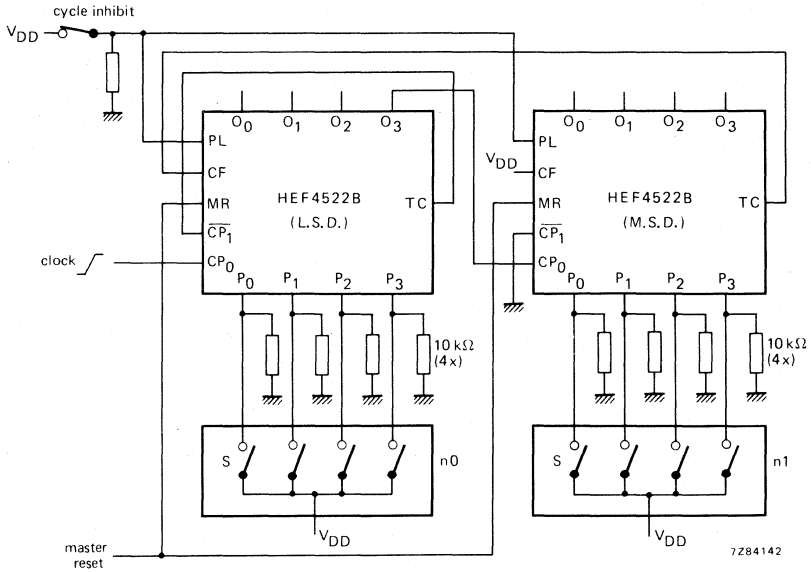 cycle inhibit
VDD
O0 O1 O2 O3
PL
CF
MR
CP1
CP0
HEF4522B
(L.S.D.)
TC
clock
P0 P1 P2 P3
10 kΩ
(4x)
S
n0
VDD
O0 O1 O2 O3
PL
VDD
CF
MR
CP1
CP0
HEF4522B
(M.S.D.)
TC
P0 P1 P2 P3
10 kΩ
(4x)
S
n1
VDD
master
reset
7Z84142